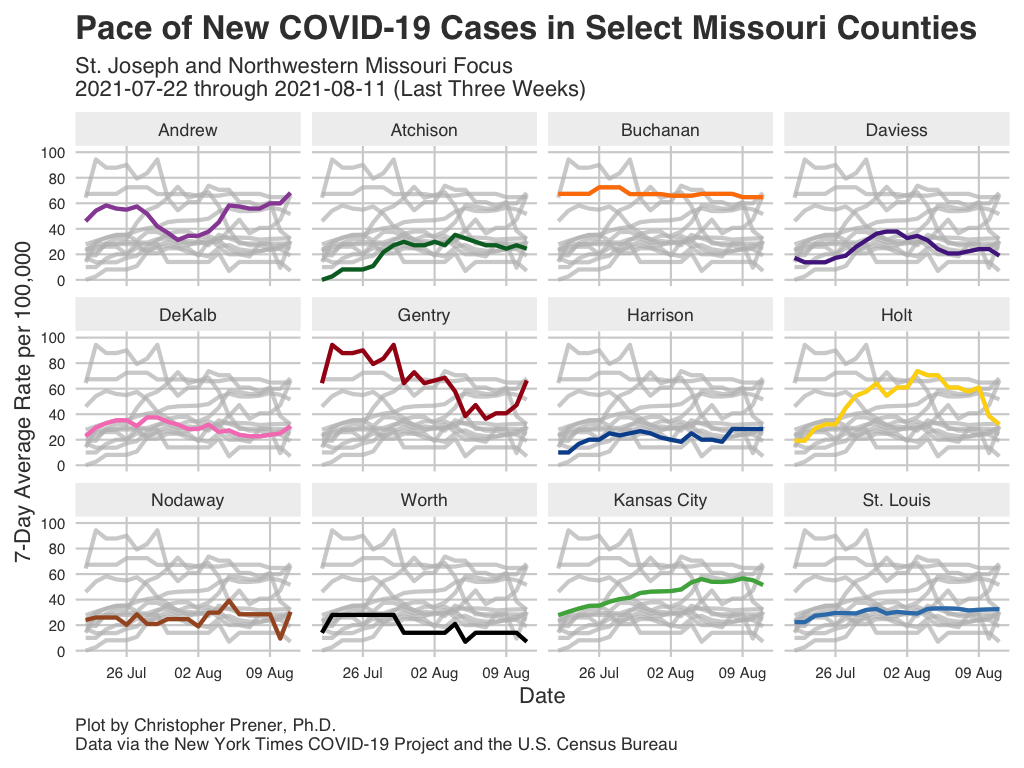 Pace of New COVID-19 Cases in Select Missouri Counties
St. Joseph and Northwestern Missouri Focus
2021-07-22 through 2021-08-11 (Last Three Weeks)
7-Day Average Rate per 100,000
Andrew Atchison Buchanan Daviess
100
80
60
40
20
0
DeKalb Gentry Harrison Holt
100
80
60
40
20
0
Nodaway Worth Kansas City St. Louis
100
80
60
40
20
0
26 Jul 02 Aug 09 Aug 26 Jul 02 Aug 09 Aug 26 Jul 02 Aug 09 Aug 26 Jul 02 Aug 09 Aug
Date
Plot by Christopher Prener, Ph.D.
Data via the New York Times COVID-19 Project and the U.S. Census Bureau